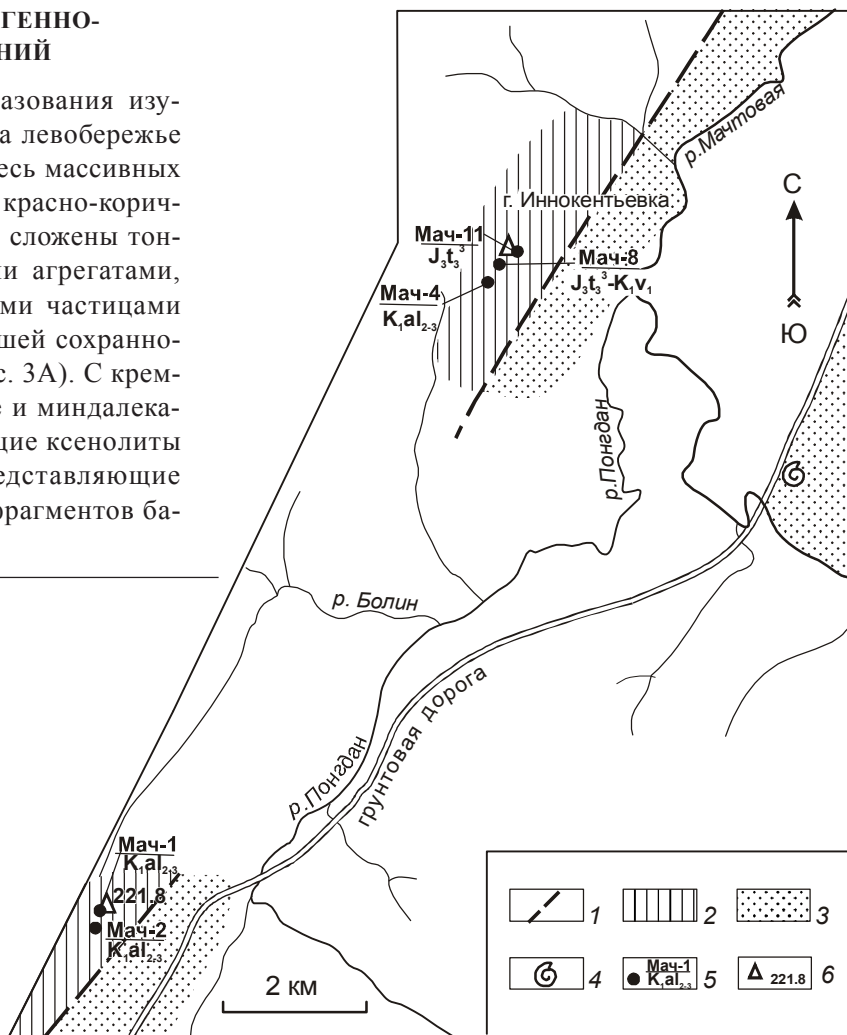 ГЕННО-
НИЙ
азования изу-
а левобережье
есь массивных
красно-корич-
сложены тон-
и агрегатами,
ми частицами
шей сохранно-
с. 3А). С крем-
е и миндалека-
щие ксенолиты
едставляющие
фрагментов ба-
р.Мачтовая
г. Иннокентьевка
Мач-11
J₃t₃³
Мач-8
J₃t₃³-K₁v₁
Мач-4
K₁al₂₋₃
С
Ю
р.Понгдан
р. Болин
грунтовая дорога
р.Понгдан
Мач-1
K₁al₂₋₃
221.8
Мач-2
K₁al₂₋₃
2 км
1 2 3
4 Мач-1 5 221.8 6
K₁al₂₋₃